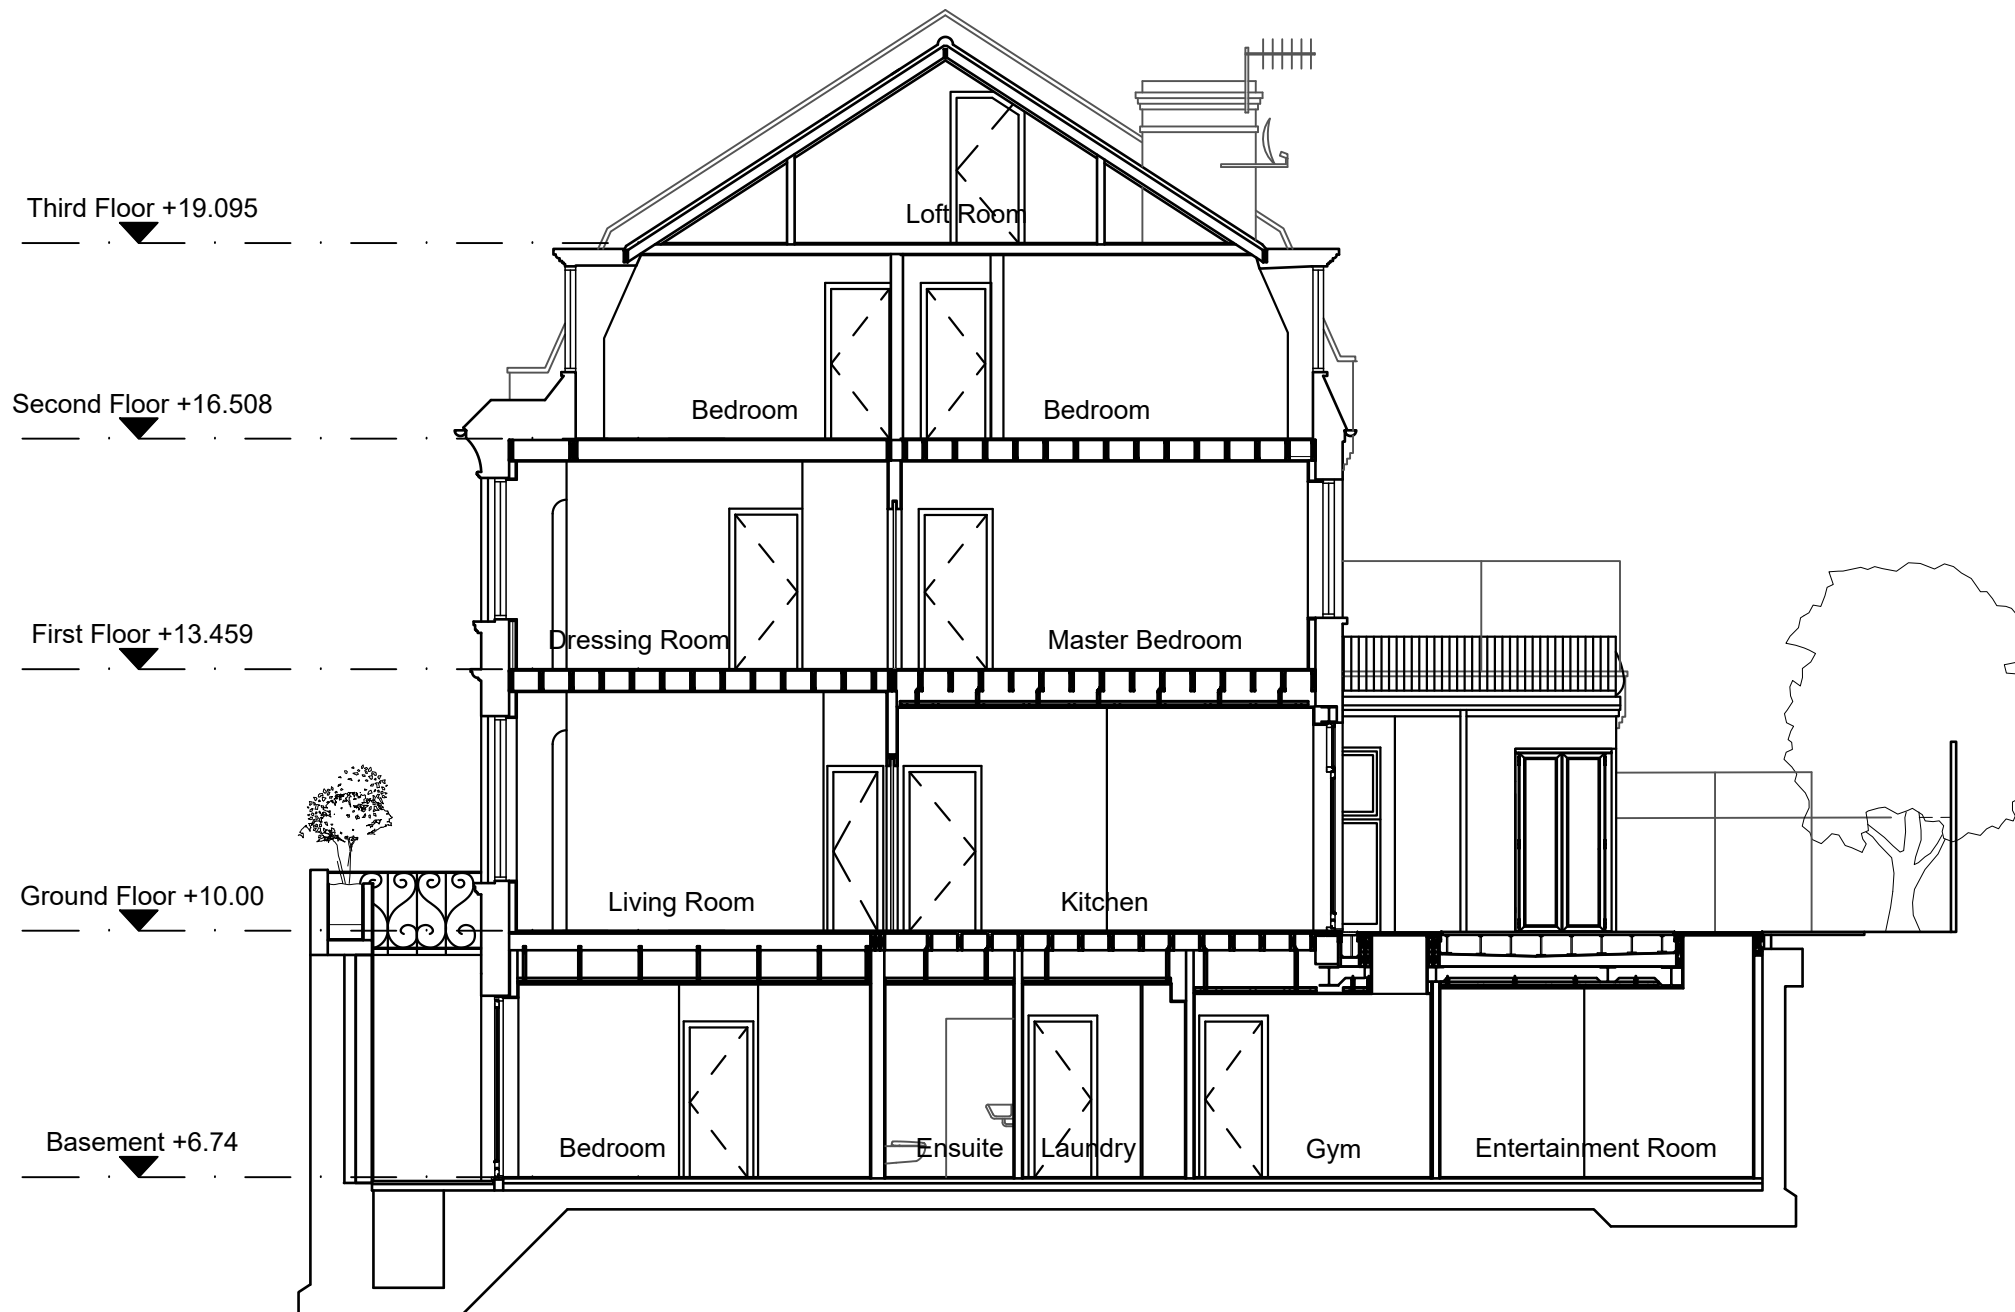 Third Floor +19.095
Loft Room
Second Floor +16.508
Bedroom
Bedroom
First Floor +13.459
Dressing Room
Master Bedroom
Ground Floor +10.00
Living Room
Kitchen
Basement +6.74
Bedroom
Ensuite
Laundry
Gym
Entertainment Room